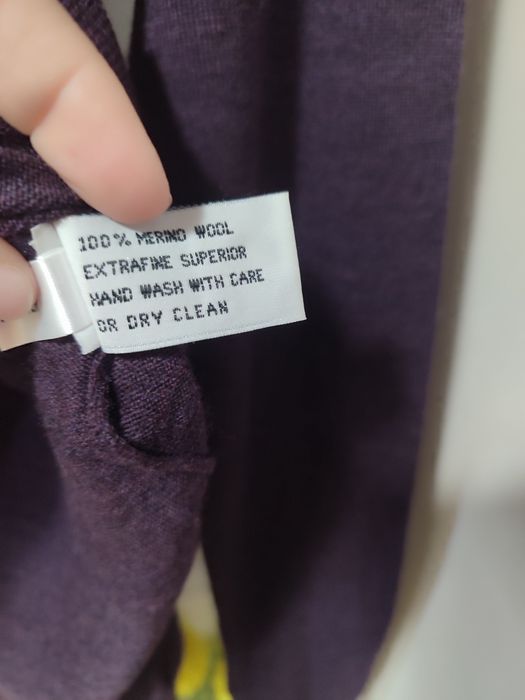 100% MERINO WOOL
EXTRAFINE SUPERIOR
HAND WASH WITH CARE
OR DRY CLEAN